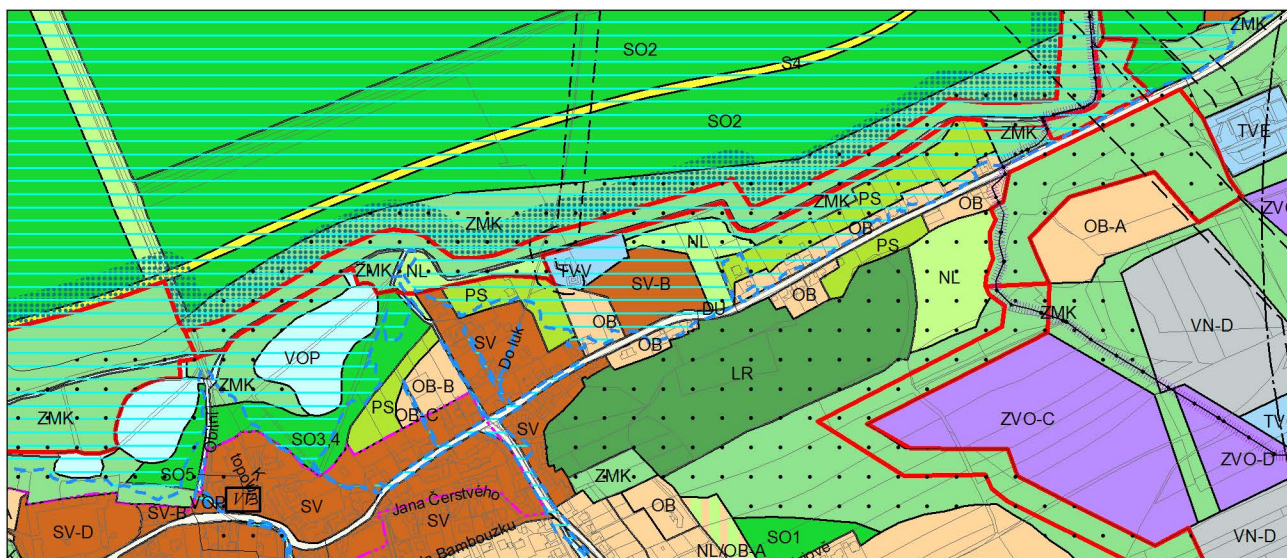 ZMK
SO2
S4
SO2
ZMK
TVE
ZMK
PS
OB
OB-A
ZMK
OB
PS
NL
ZMK
NL
TVV
SV-B
NL
ZMK
PS
OB
DU
OB
VN-D
VOP
SV
Do luk
OB
LR
ZMK
OB-B
PS
OB-C
ZMK
Obilní
SO3,4
SV
ZVO-C
TV
SO5
K
topolům
ZVO-D
ZMK
VOP
SV
Jana Čerstvého
SV
OB
SV-D
SV-B
Bambouzku
NL/OB-A
SO1
VN-D